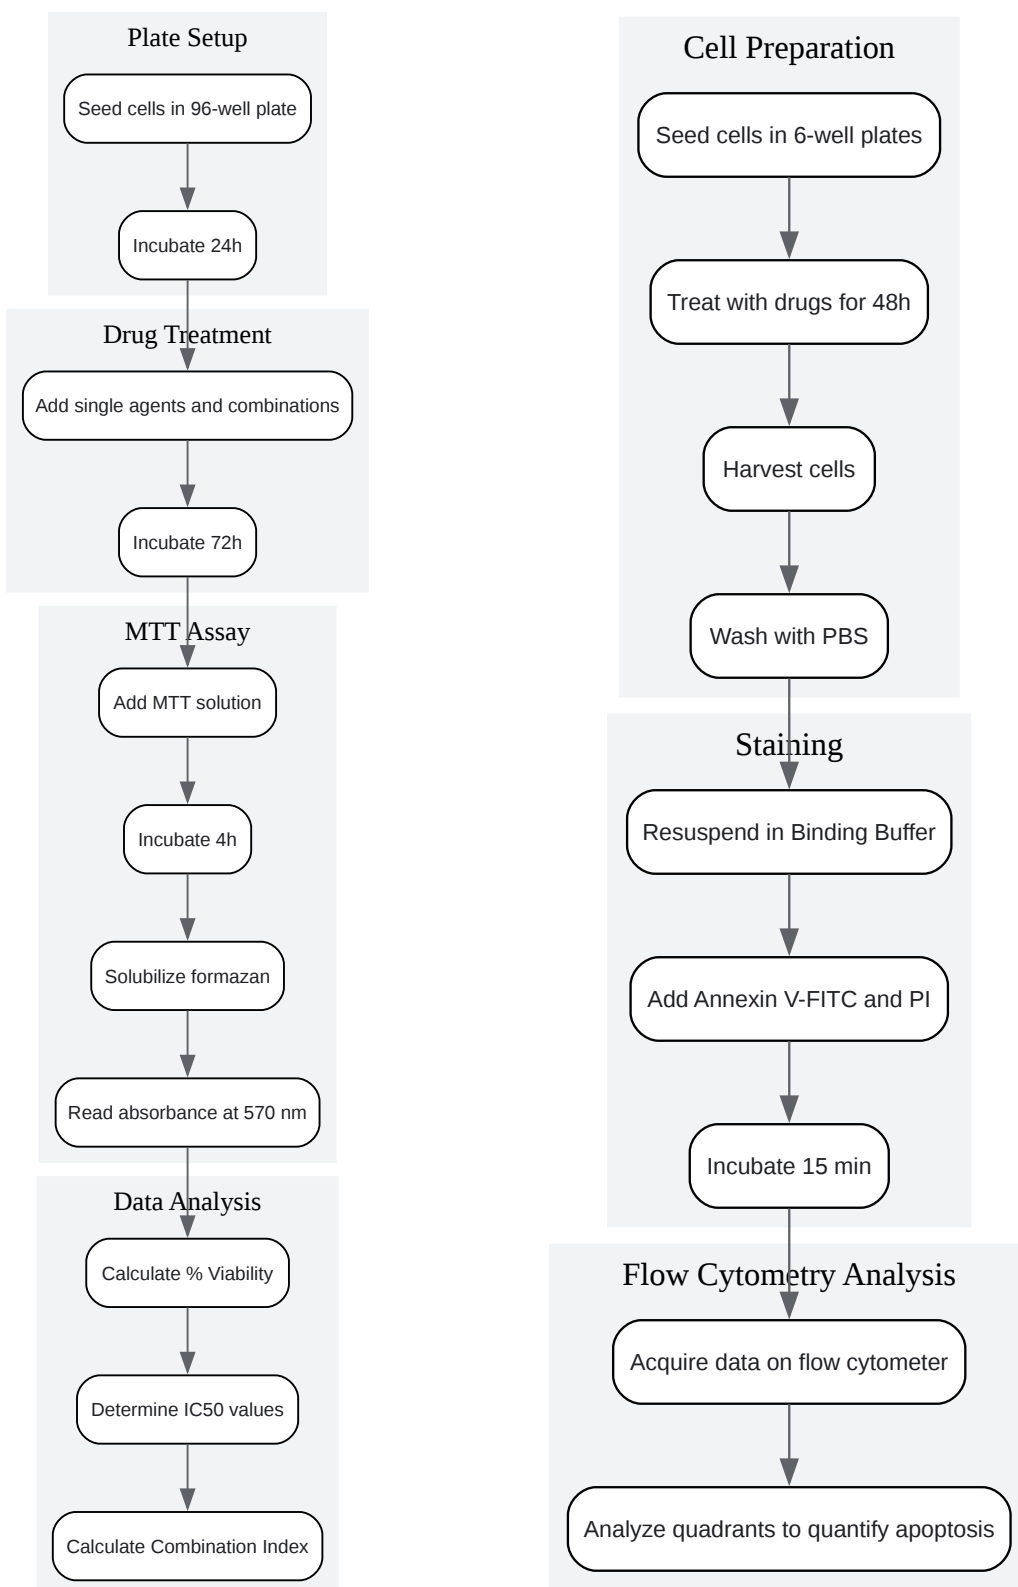 Plate Setup
Seed cells in 96-well plate
Incubate 24h
Drug Treatment
Add single agents and combinations
Incubate 72h
MTT Assay
Add MTT solution
Incubate 4h
Solubilize formazan
Read absorbance at 570 nm
Data Analysis
Calculate % Viability
Determine IC50 values
Calculate Combination Index
Cell Preparation
Seed cells in 6-well plates
Treat with drugs for 48h
Harvest cells
Wash with PBS
Staining
Resuspend in Binding Buffer
Add Annexin V-FITC and PI
Incubate 15 min
Flow Cytometry Analysis
Acquire data on flow cytometer
Analyze quadrants to quantify apoptosis